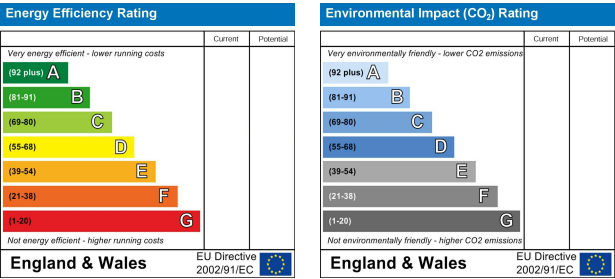 Energy Efficiency Rating
Current Potential
Very energy efficient - lower running costs
(92 plus) A
(81-91) B
(69-80) C
(55-68) D
(39-54) E
(21-38) F
(1-20) G
Not energy efficient - higher running costs
England & Wales
EU Directive
2002/91/EC
Environmental Impact (CO₂) Rating
Current Potential
Very environmentally friendly - lower CO2 emissions
(92 plus) A
(81-91) B
(69-80) C
(55-68) D
(39-54) E
(21-38) F
(1-20) G
Not environmentally friendly - higher CO2 emissions
England & Wales
EU Directive
2002/91/EC